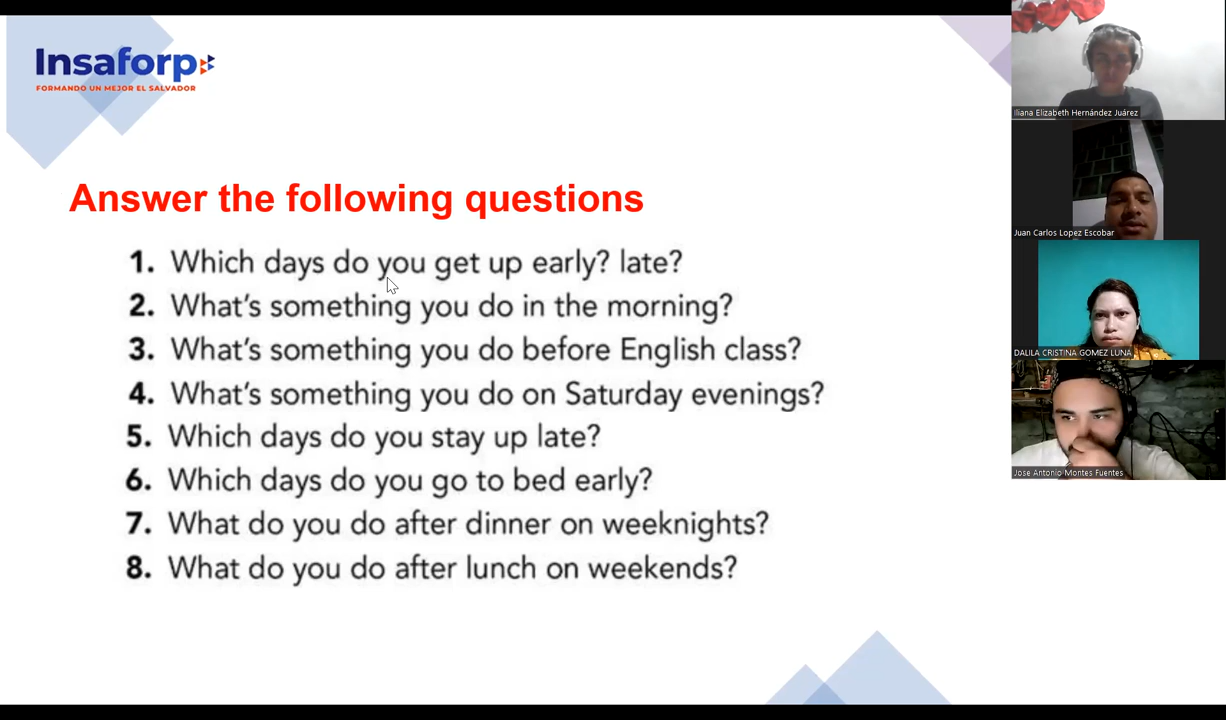 Insaforp
FORMANDO UN MEJOR EL SALVADOR
Answer the following questions
1. Which days do you get up early? late?
2. What's something you do in the morning?
3. What's something you do before English class?
4. What's something you do on Saturday evenings?
5. Which days do you stay up late?
6. Which days do you go to bed early?
7. What do you do after dinner on weeknights?
8. What do you do after lunch on weekends?
Iliana Elizabeth Hernández Juárez
Juan Carlos Lopez Escobar
DALILA CRISTINA GOMEZ LUNA
Jose Antonio Montes Fuentes